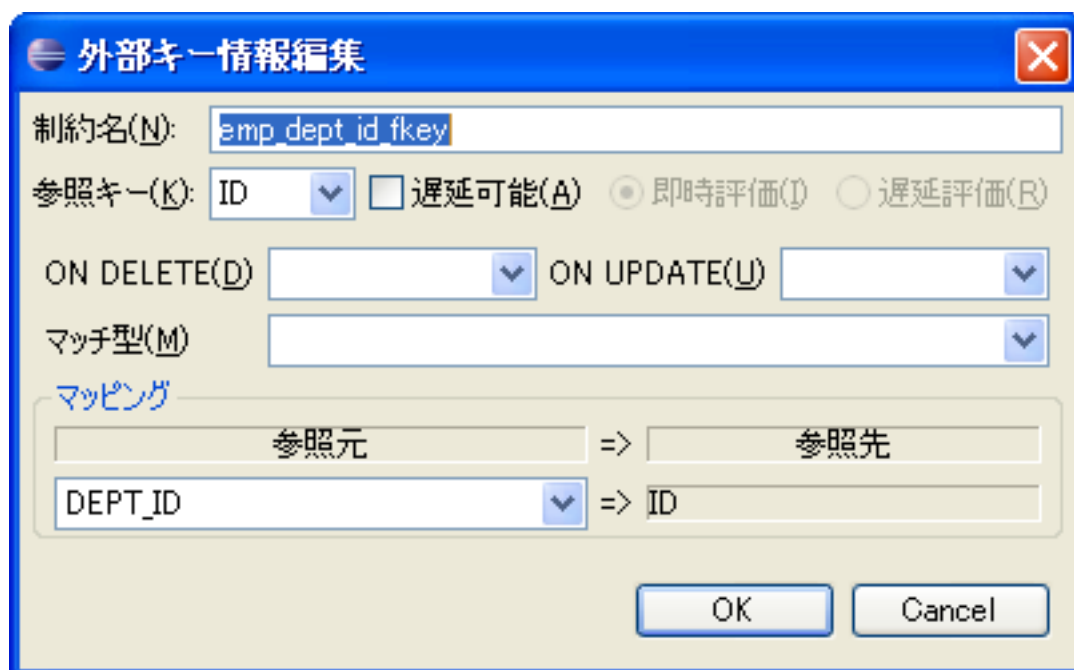 外部キー情報編集
制約名(N): emp_dept_id_fkey
参照キー(K): ID 遅延可能(A) 即時評価(I) 遅延評価(R)
ON DELETE(D) ON UPDATE(U)
マッチ型(M)
マッピング
参照元 => 参照先
DEPT_ID => ID
OK Cancel